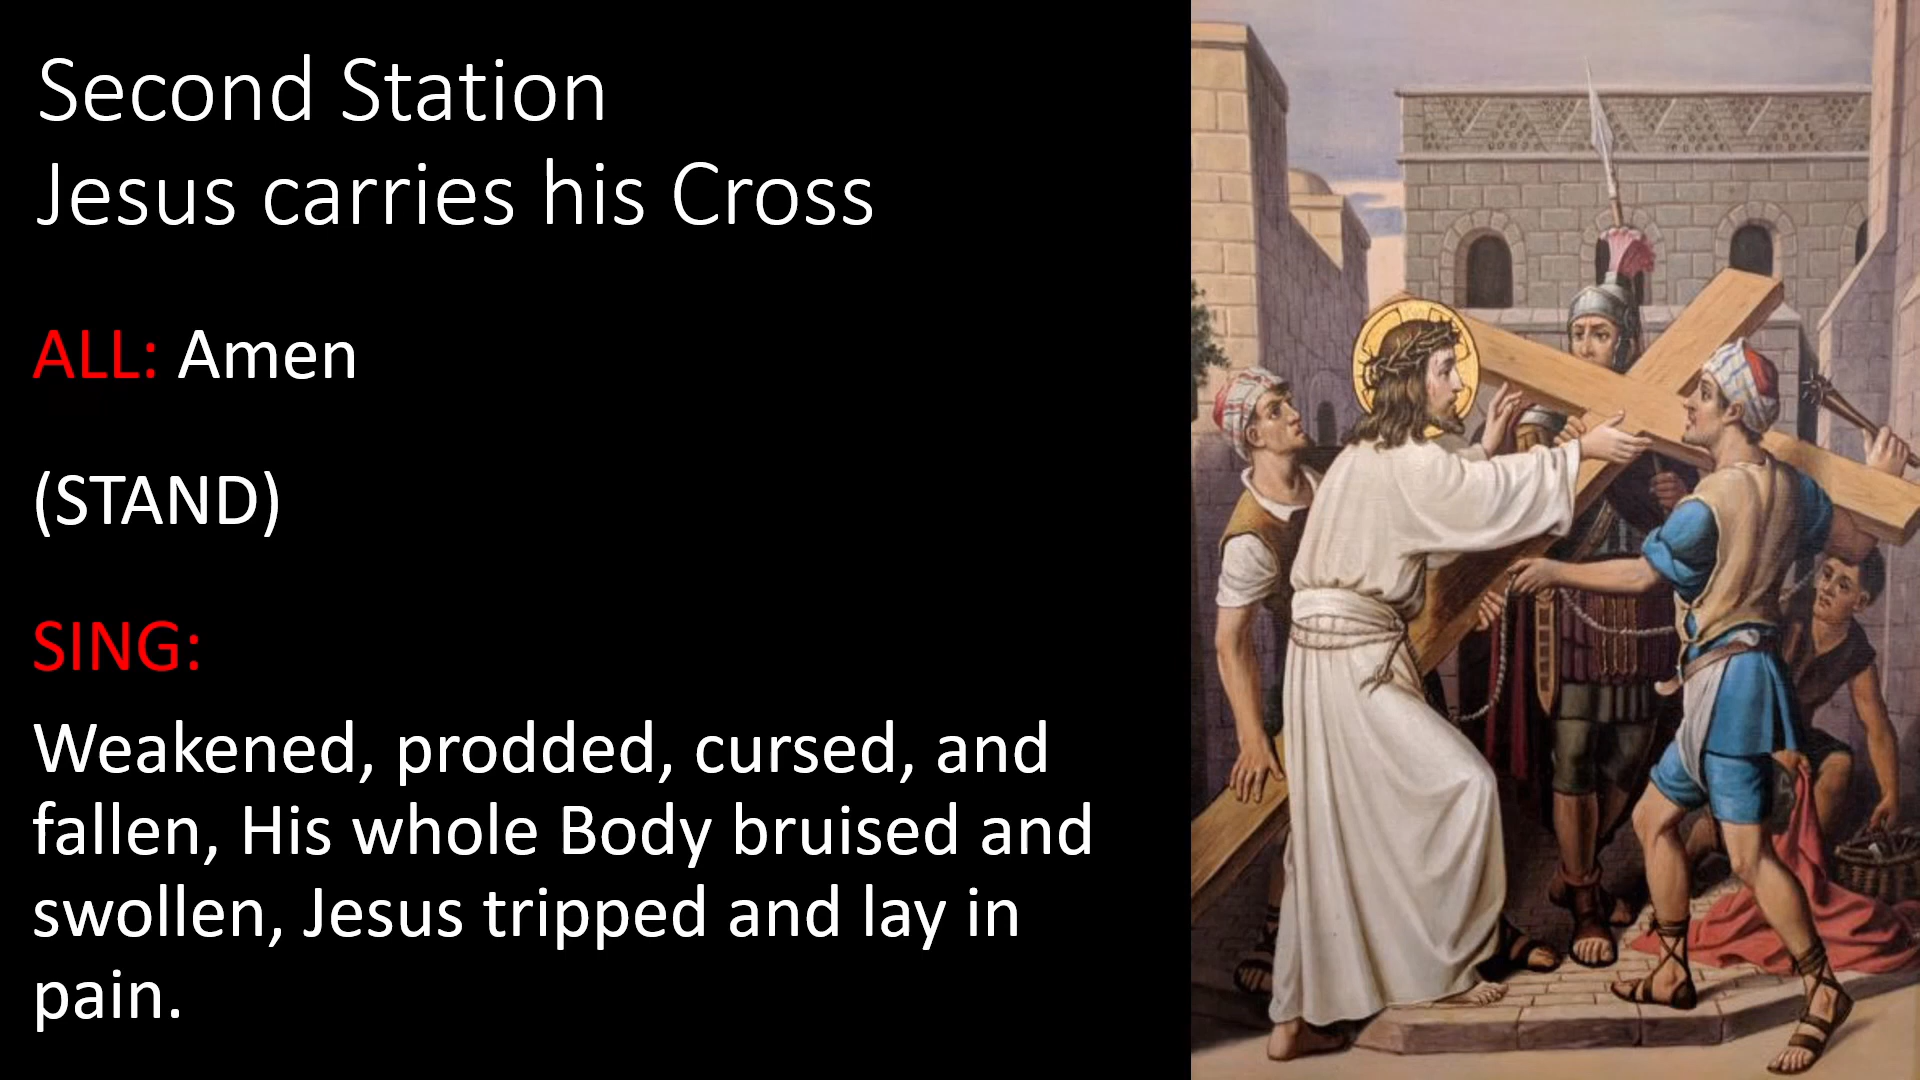 Second Station
Jesus carries his Cross
ALL: Amen
(STAND)
SING:
Weakened, prodded, cursed, and
fallen, His whole Body bruised and
swollen, Jesus tripped and lay in
pain.